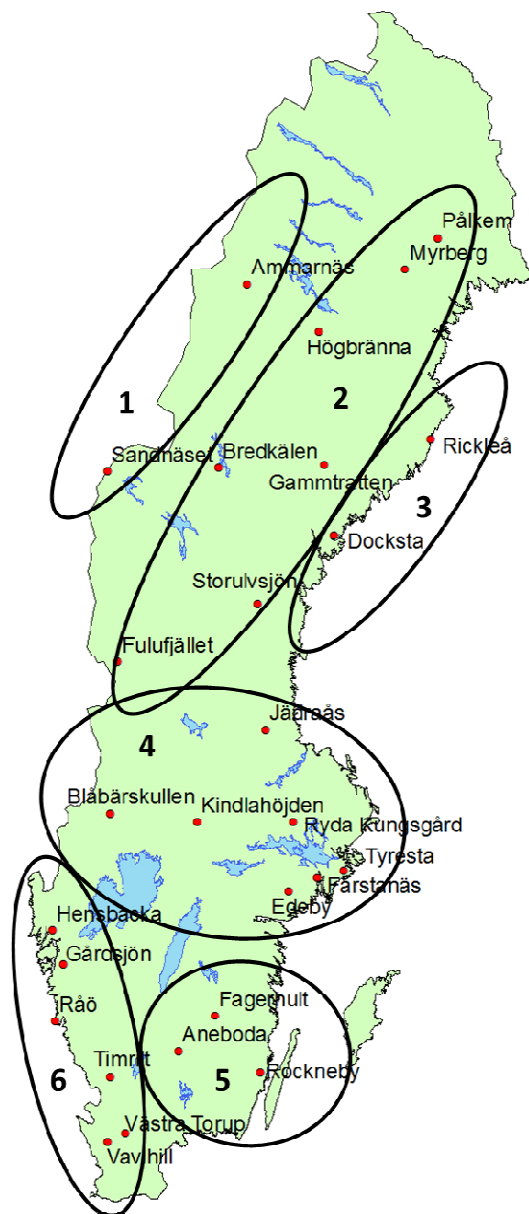 Pålkem
Myrberg
Ammarnäs
Högbränna
1
2
Rickleå
Sandnäset
Bredkälen
Gammtratten
3
Docksta
Storulvsjön
Fulufjället
Jädraås
4
Blåbärskullen
Kindlahöjden
Ryda Kungsgård
Tyresta
Farstanäs
Edeby
Hensbacka
Gårdsjön
Fagerhult
Råö
Aneboda
Timrilt
6
5
Rockneby
Västra Torup
Vavihill